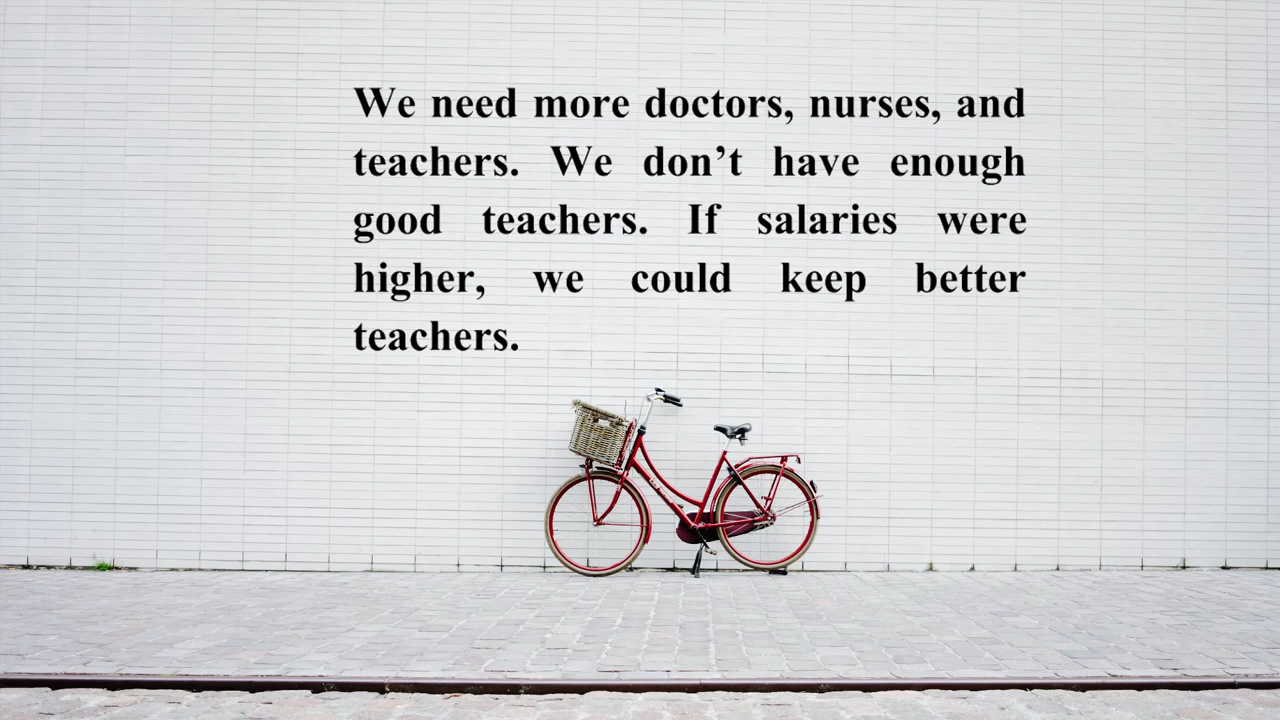 We need more doctors, nurses, and
teachers. We don’t have enough
good teachers. If salaries were
higher, we could keep better
teachers.